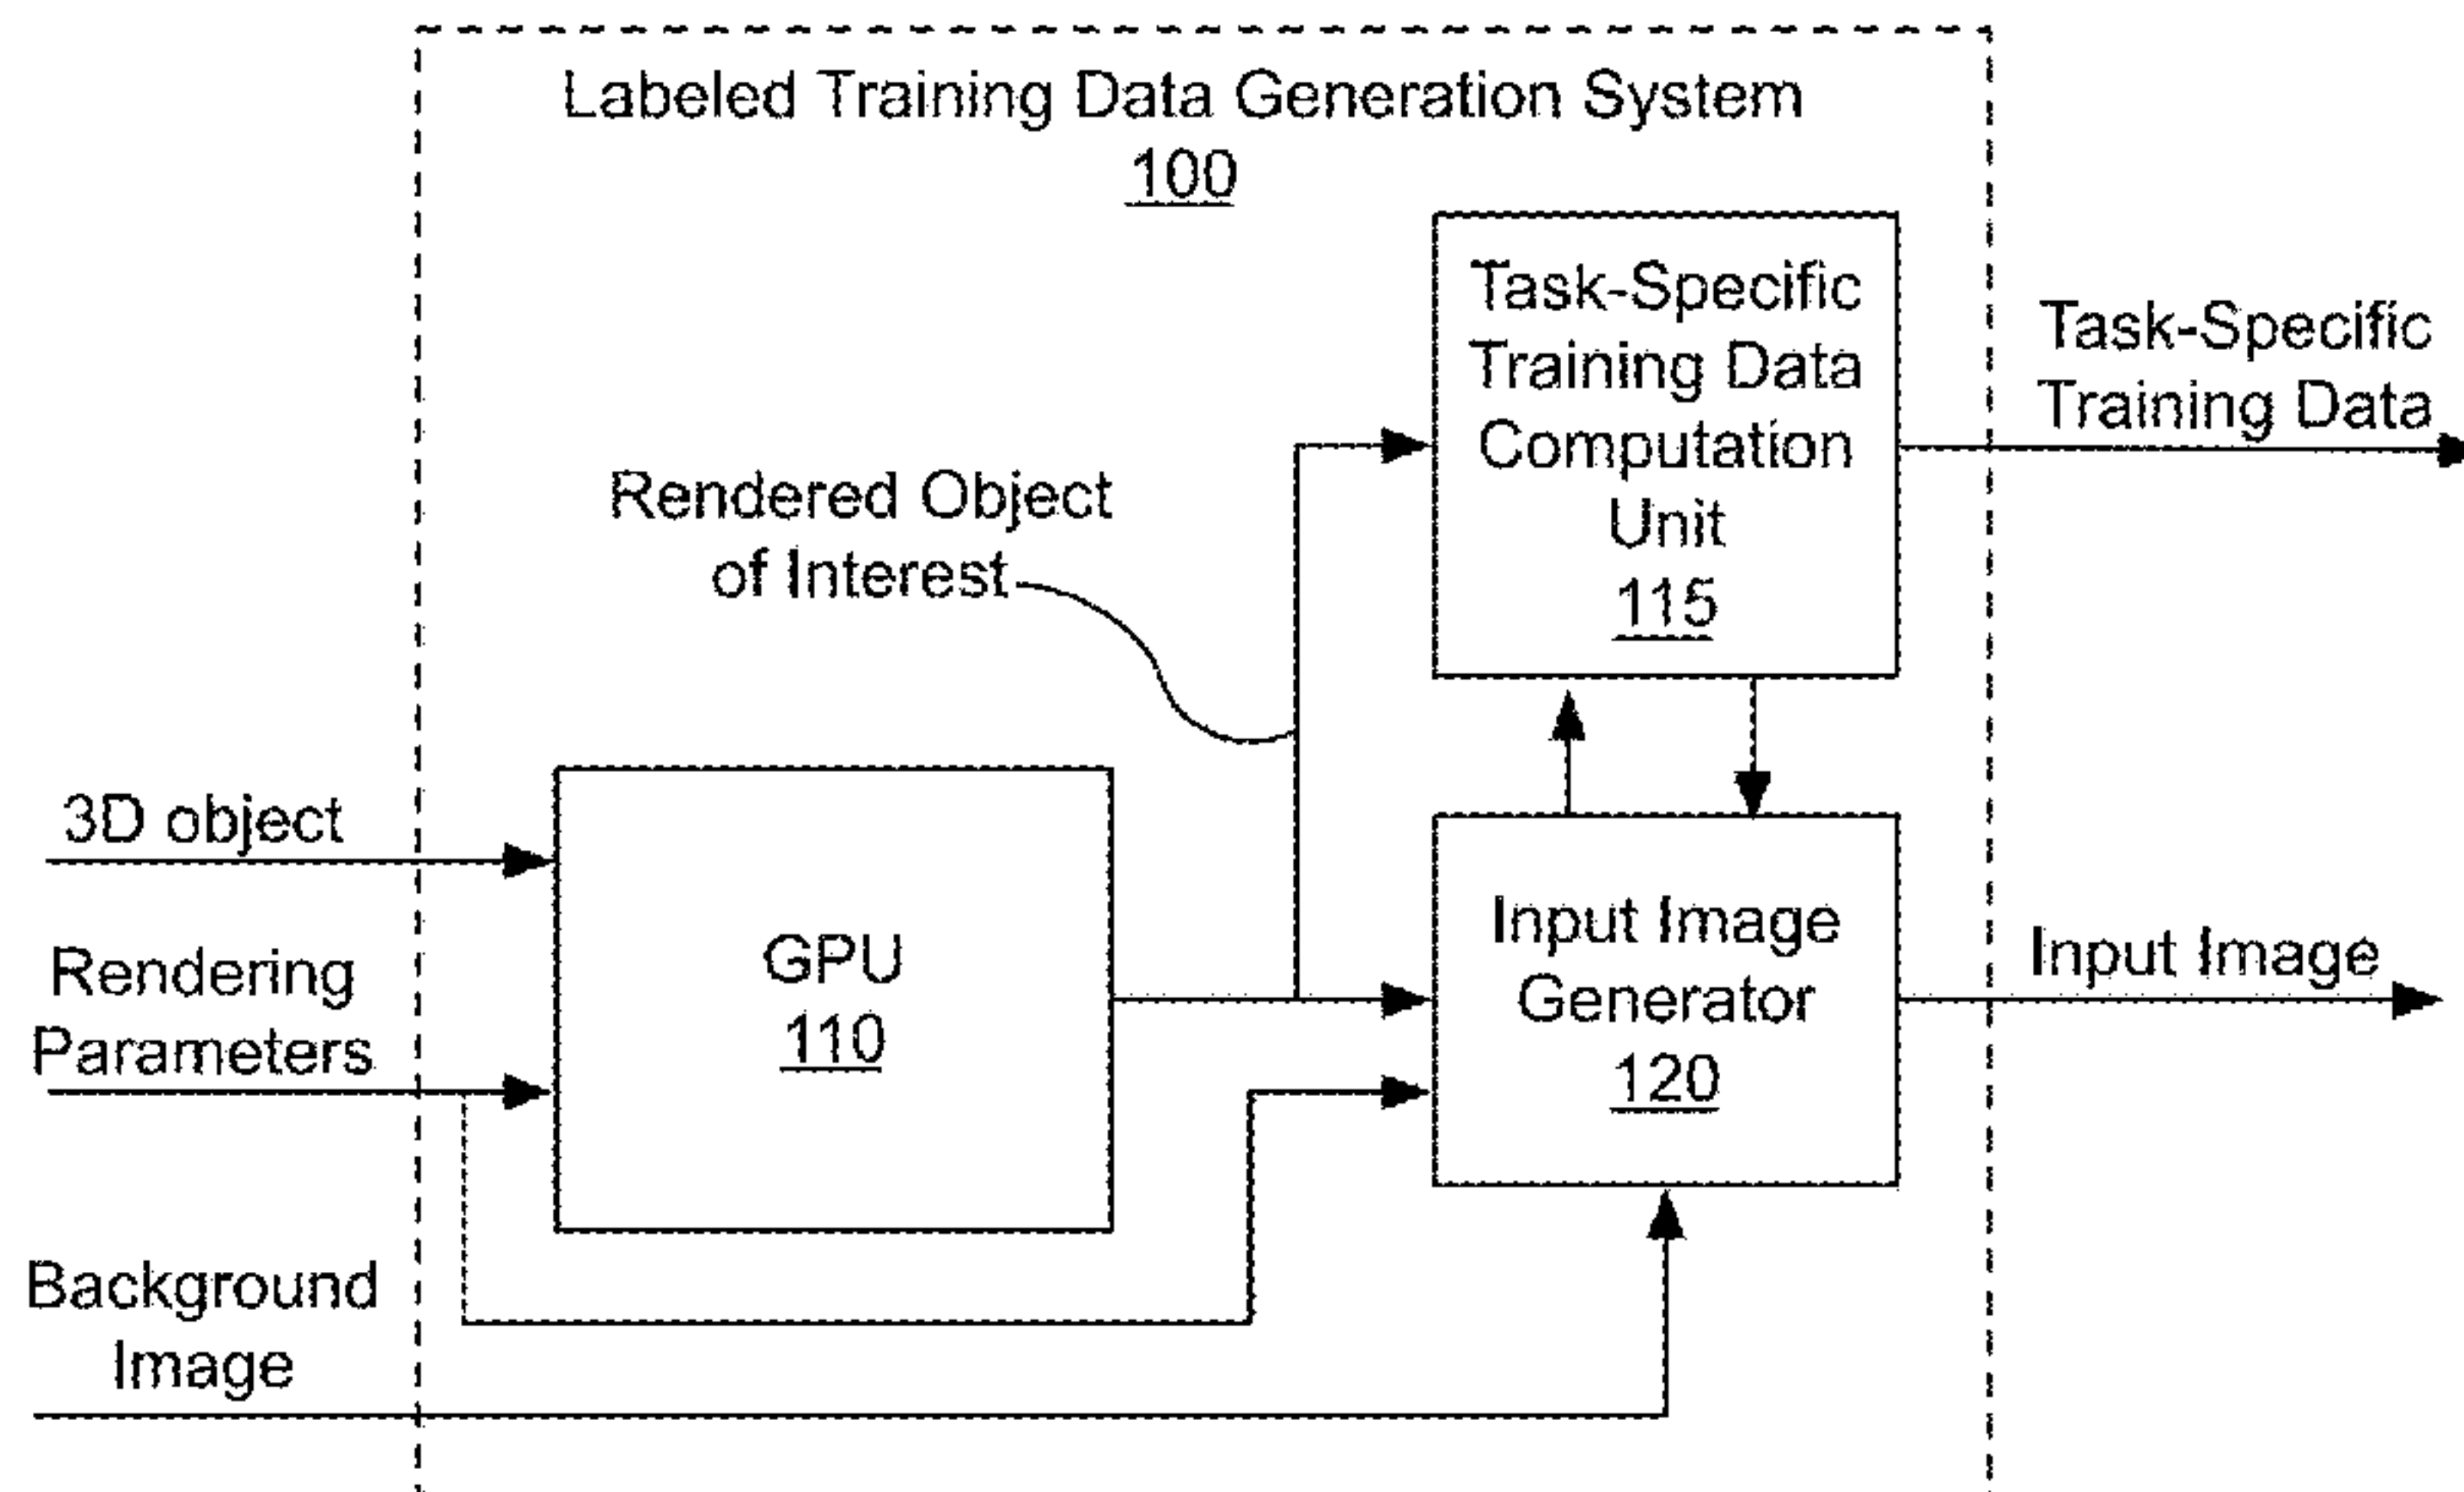 Labeled Training Data Generation System
100
Task-Specific
Training Data
Computation
Unit
115
Task-Specific
Training Data
Rendered Object
of Interest
3D object
Rendering
Parameters
GPU
110
Input Image
Generator
120
Input Image
Background
Image